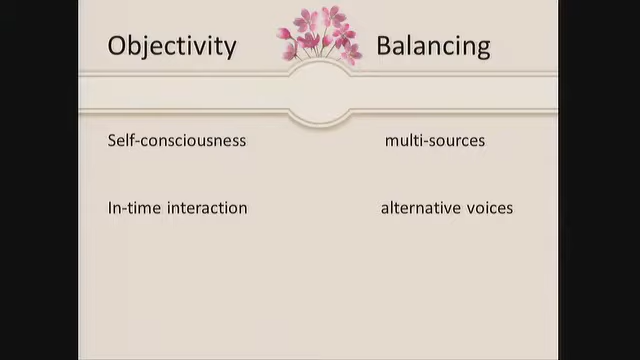 Objectivity Balancing
Self-consciousness multi-sources
In-time interaction alternative voices